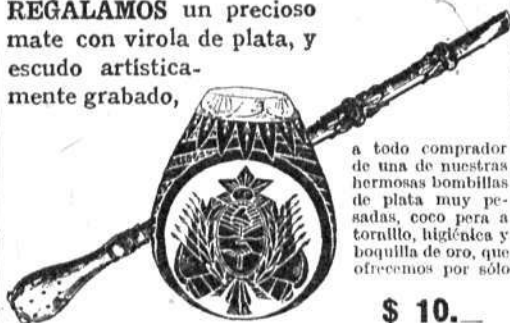 REGALAMOS un precioso
mate con virola de plata, y
escudo artística-
mente grabado,
a todo comprador
de una de nuestras
hermosas bombillas
de plata muy pe-
sadas, coco pera a
tornillo, higiénica y
boquilla de oro, que
ofrecemos por sólo
$ 10.__